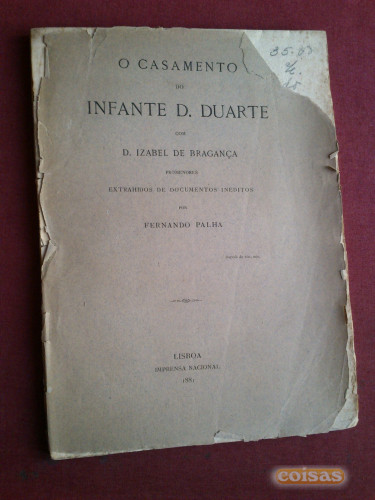 O CASAMENTO
DO
INFANTE D. DUARTE
COM
D. IZABEL DE BRAGANÇA
PORMENORES
EXTRAHIDOS DE DOCUMENTOS INEDITOS
POR
FERNANDO PALHA
LISBOA
IMPRENSA NACIONAL
1881
coisas